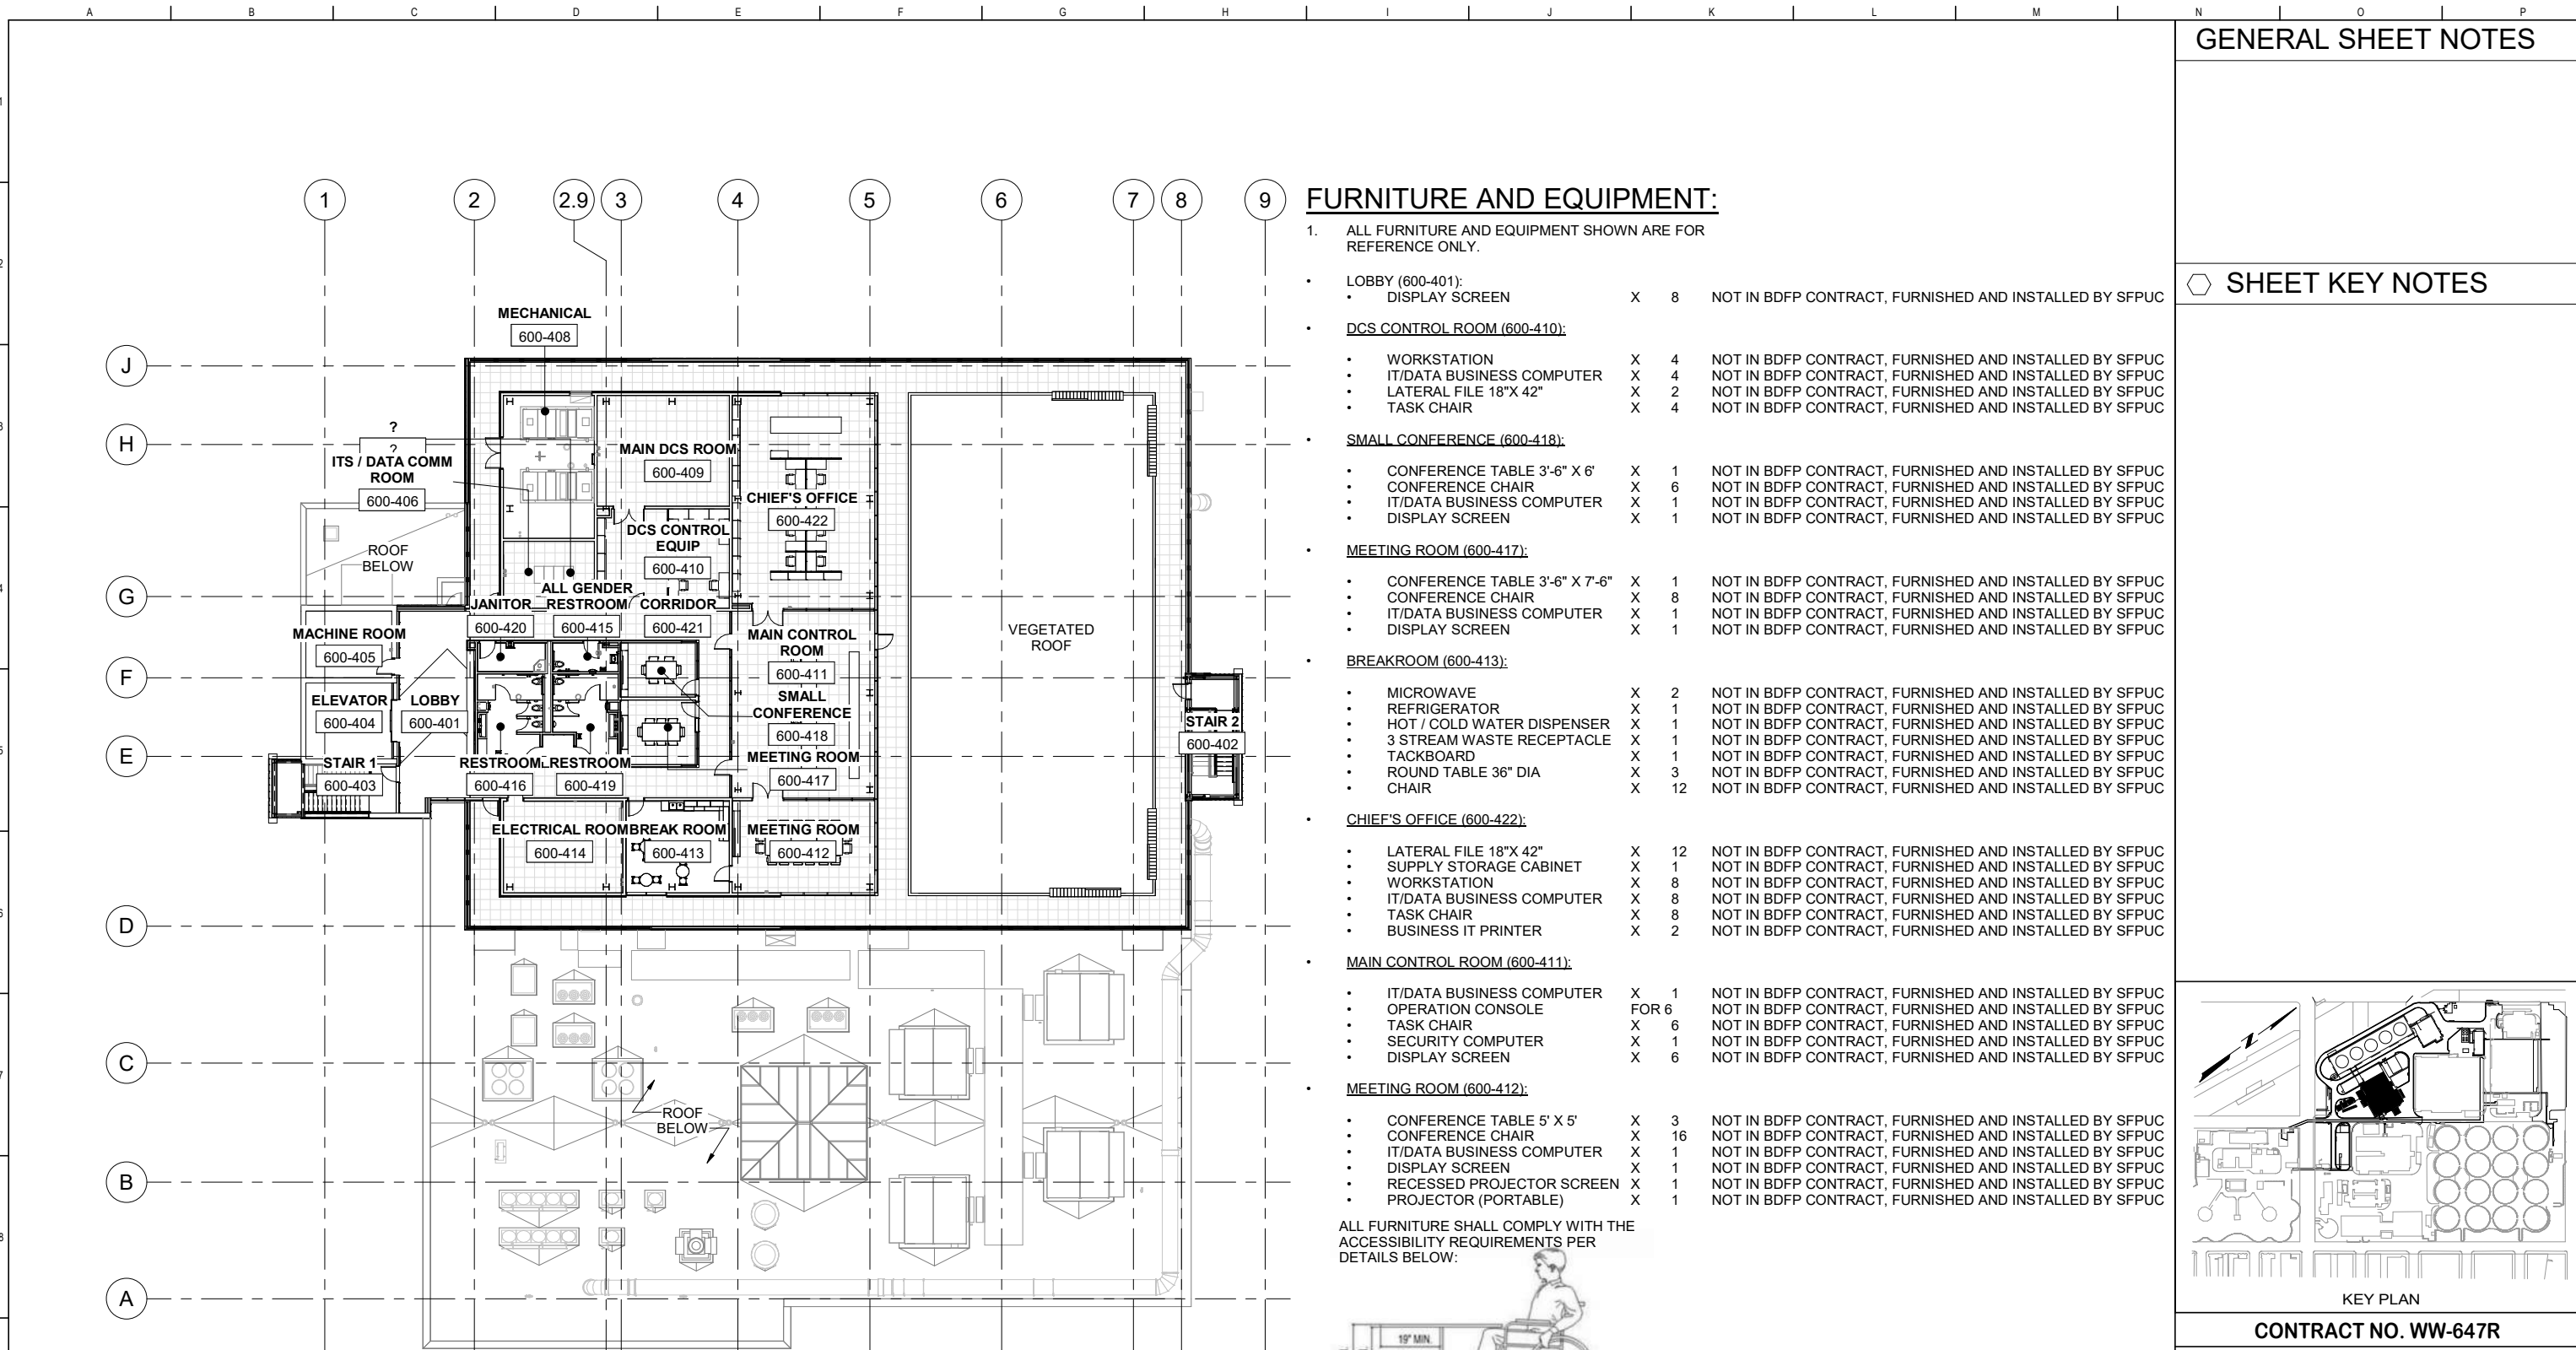 A B C D E F G H I J K L M N O P
1
2
3
4
5
6
7
8
GENERAL SHEET NOTES
SHEET KEY NOTES
1 2 2.9 3 4 5 6 7 8 9
J
H
G
F
E
D
C
B
A
MECHANICAL
600-408
?
?
ITS / DATA COMM
ROOM
600-406
MAIN DCS ROOM
600-409
CHIEF'S OFFICE
600-422
DCS CONTROL
EQUIP
600-410
ROOF
BELOW
ALL GENDER
RESTROOM
600-415
JANITOR
600-420
CORRIDOR
600-421
MACHINE ROOM
600-405
MAIN CONTROL
ROOM
600-411
VEGETATED
ROOF
ELEVATOR
600-404
LOBBY
600-401
SMALL
CONFERENCE
600-418
STAIR 2
600-402
STAIR 1
600-403
RESTROOM
600-416
RESTROOM
600-419
MEETING ROOM
600-417
ELECTRICAL ROOM
600-414
BREAK ROOM
600-413
MEETING ROOM
600-412
ROOF
BELOW
FURNITURE AND EQUIPMENT:
1. ALL FURNITURE AND EQUIPMENT SHOWN ARE FOR
REFERENCE ONLY.
• LOBBY (600-401):
• DISPLAY SCREEN X 8 NOT IN BDFP CONTRACT, FURNISHED AND INSTALLED BY SFPUC
• DCS CONTROL ROOM (600-410):
• WORKSTATION X 4 NOT IN BDFP CONTRACT, FURNISHED AND INSTALLED BY SFPUC
• IT/DATA BUSINESS COMPUTER X 4 NOT IN BDFP CONTRACT, FURNISHED AND INSTALLED BY SFPUC
• LATERAL FILE 18"X 42" X 2 NOT IN BDFP CONTRACT, FURNISHED AND INSTALLED BY SFPUC
• TASK CHAIR X 4 NOT IN BDFP CONTRACT, FURNISHED AND INSTALLED BY SFPUC
• SMALL CONFERENCE (600-418):
• CONFERENCE TABLE 3'-6" X 6' X 1 NOT IN BDFP CONTRACT, FURNISHED AND INSTALLED BY SFPUC
• CONFERENCE CHAIR X 6 NOT IN BDFP CONTRACT, FURNISHED AND INSTALLED BY SFPUC
• IT/DATA BUSINESS COMPUTER X 1 NOT IN BDFP CONTRACT, FURNISHED AND INSTALLED BY SFPUC
• DISPLAY SCREEN X 1 NOT IN BDFP CONTRACT, FURNISHED AND INSTALLED BY SFPUC
• MEETING ROOM (600-417):
• CONFERENCE TABLE 3'-6" X 7'-6" X 1 NOT IN BDFP CONTRACT, FURNISHED AND INSTALLED BY SFPUC
• CONFERENCE CHAIR X 8 NOT IN BDFP CONTRACT, FURNISHED AND INSTALLED BY SFPUC
• IT/DATA BUSINESS COMPUTER X 1 NOT IN BDFP CONTRACT, FURNISHED AND INSTALLED BY SFPUC
• DISPLAY SCREEN X 1 NOT IN BDFP CONTRACT, FURNISHED AND INSTALLED BY SFPUC
• BREAKROOM (600-413):
• MICROWAVE X 2 NOT IN BDFP CONTRACT, FURNISHED AND INSTALLED BY SFPUC
• REFRIGERATOR X 1 NOT IN BDFP CONTRACT, FURNISHED AND INSTALLED BY SFPUC
• HOT / COLD WATER DISPENSER X 1 NOT IN BDFP CONTRACT, FURNISHED AND INSTALLED BY SFPUC
• 3 STREAM WASTE RECEPTACLE X 1 NOT IN BDFP CONTRACT, FURNISHED AND INSTALLED BY SFPUC
• TACKBOARD X 1 NOT IN BDFP CONTRACT, FURNISHED AND INSTALLED BY SFPUC
• ROUND TABLE 36" DIA X 3 NOT IN BDFP CONTRACT, FURNISHED AND INSTALLED BY SFPUC
• CHAIR X 12 NOT IN BDFP CONTRACT, FURNISHED AND INSTALLED BY SFPUC
• CHIEF'S OFFICE (600-422):
• LATERAL FILE 18"X 42" X 12 NOT IN BDFP CONTRACT, FURNISHED AND INSTALLED BY SFPUC
• SUPPLY STORAGE CABINET X 1 NOT IN BDFP CONTRACT, FURNISHED AND INSTALLED BY SFPUC
• WORKSTATION X 8 NOT IN BDFP CONTRACT, FURNISHED AND INSTALLED BY SFPUC
• IT/DATA BUSINESS COMPUTER X 8 NOT IN BDFP CONTRACT, FURNISHED AND INSTALLED BY SFPUC
• TASK CHAIR X 8 NOT IN BDFP CONTRACT, FURNISHED AND INSTALLED BY SFPUC
• BUSINESS IT PRINTER X 2 NOT IN BDFP CONTRACT, FURNISHED AND INSTALLED BY SFPUC
• MAIN CONTROL ROOM (600-411):
• IT/DATA BUSINESS COMPUTER X 1 NOT IN BDFP CONTRACT, FURNISHED AND INSTALLED BY SFPUC
• OPERATION CONSOLE FOR 6 NOT IN BDFP CONTRACT, FURNISHED AND INSTALLED BY SFPUC
• TASK CHAIR X 6 NOT IN BDFP CONTRACT, FURNISHED AND INSTALLED BY SFPUC
• SECURITY COMPUTER X 1 NOT IN BDFP CONTRACT, FURNISHED AND INSTALLED BY SFPUC
• DISPLAY SCREEN X 6 NOT IN BDFP CONTRACT, FURNISHED AND INSTALLED BY SFPUC
• MEETING ROOM (600-412):
• CONFERENCE TABLE 5' X 5' X 3 NOT IN BDFP CONTRACT, FURNISHED AND INSTALLED BY SFPUC
• CONFERENCE CHAIR X 16 NOT IN BDFP CONTRACT, FURNISHED AND INSTALLED BY SFPUC
• IT/DATA BUSINESS COMPUTER X 1 NOT IN BDFP CONTRACT, FURNISHED AND INSTALLED BY SFPUC
• DISPLAY SCREEN X 1 NOT IN BDFP CONTRACT, FURNISHED AND INSTALLED BY SFPUC
• RECESSED PROJECTOR SCREEN X 1 NOT IN BDFP CONTRACT, FURNISHED AND INSTALLED BY SFPUC
• PROJECTOR (PORTABLE) X 1 NOT IN BDFP CONTRACT, FURNISHED AND INSTALLED BY SFPUC
ALL FURNITURE SHALL COMPLY WITH THE
ACCESSIBILITY REQUIREMENTS PER
DETAILS BELOW:
19" MIN.
Z
KEY PLAN
CONTRACT NO. WW-647R